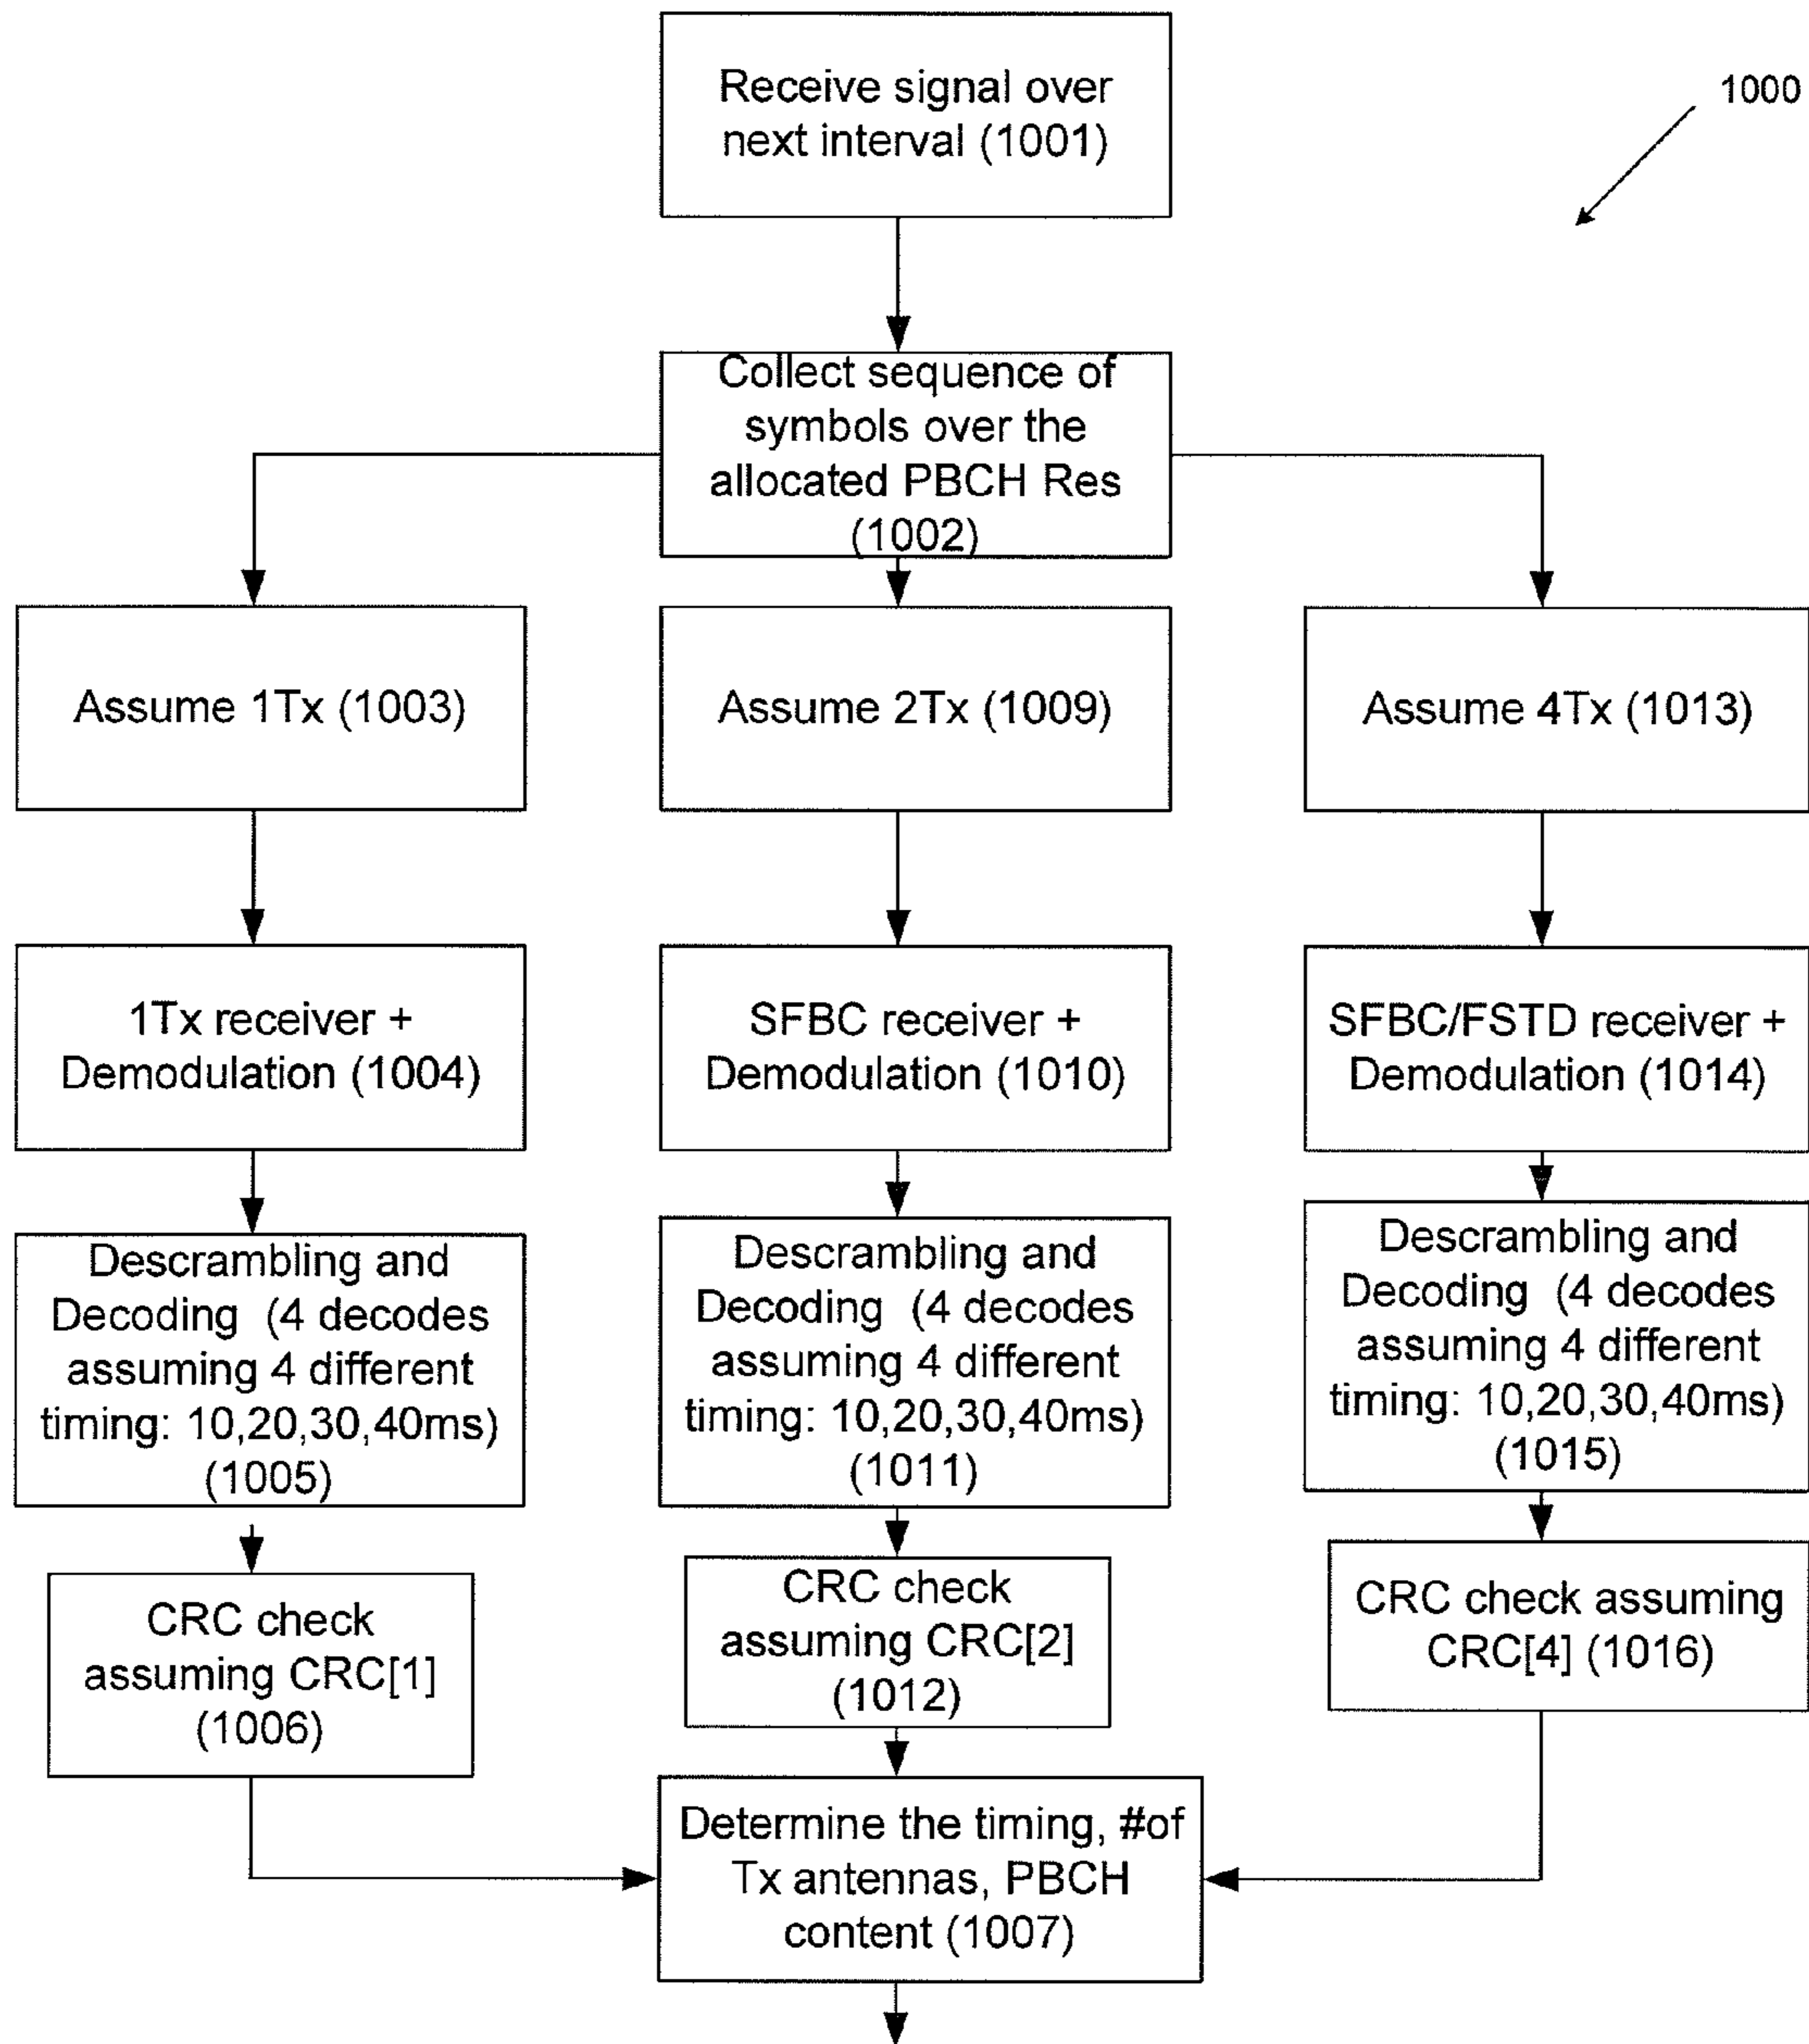 Receive signal over
next interval (1001)
1000
Collect sequence of
symbols over the
allocated PBCH Res
(1002)
Assume 1Tx (1003)
Assume 2Tx (1009)
Assume 4Tx (1013)
1Tx receiver +
Demodulation (1004)
SFBC receiver +
Demodulation (1010)
SFBC/FSTD receiver +
Demodulation (1014)
Descrambling and
Decoding (4 decodes
assuming 4 different
timing: 10,20,30,40ms)
(1005)
Descrambling and
Decoding (4 decodes
assuming 4 different
timing: 10,20,30,40ms)
(1011)
Descrambling and
Decoding (4 decodes
assuming 4 different
timing: 10,20,30,40ms)
(1015)
CRC check
assuming CRC[1]
(1006)
CRC check
assuming CRC[2]
(1012)
CRC check assuming
CRC[4] (1016)
Determine the timing, #of
Tx antennas, PBCH
content (1007)